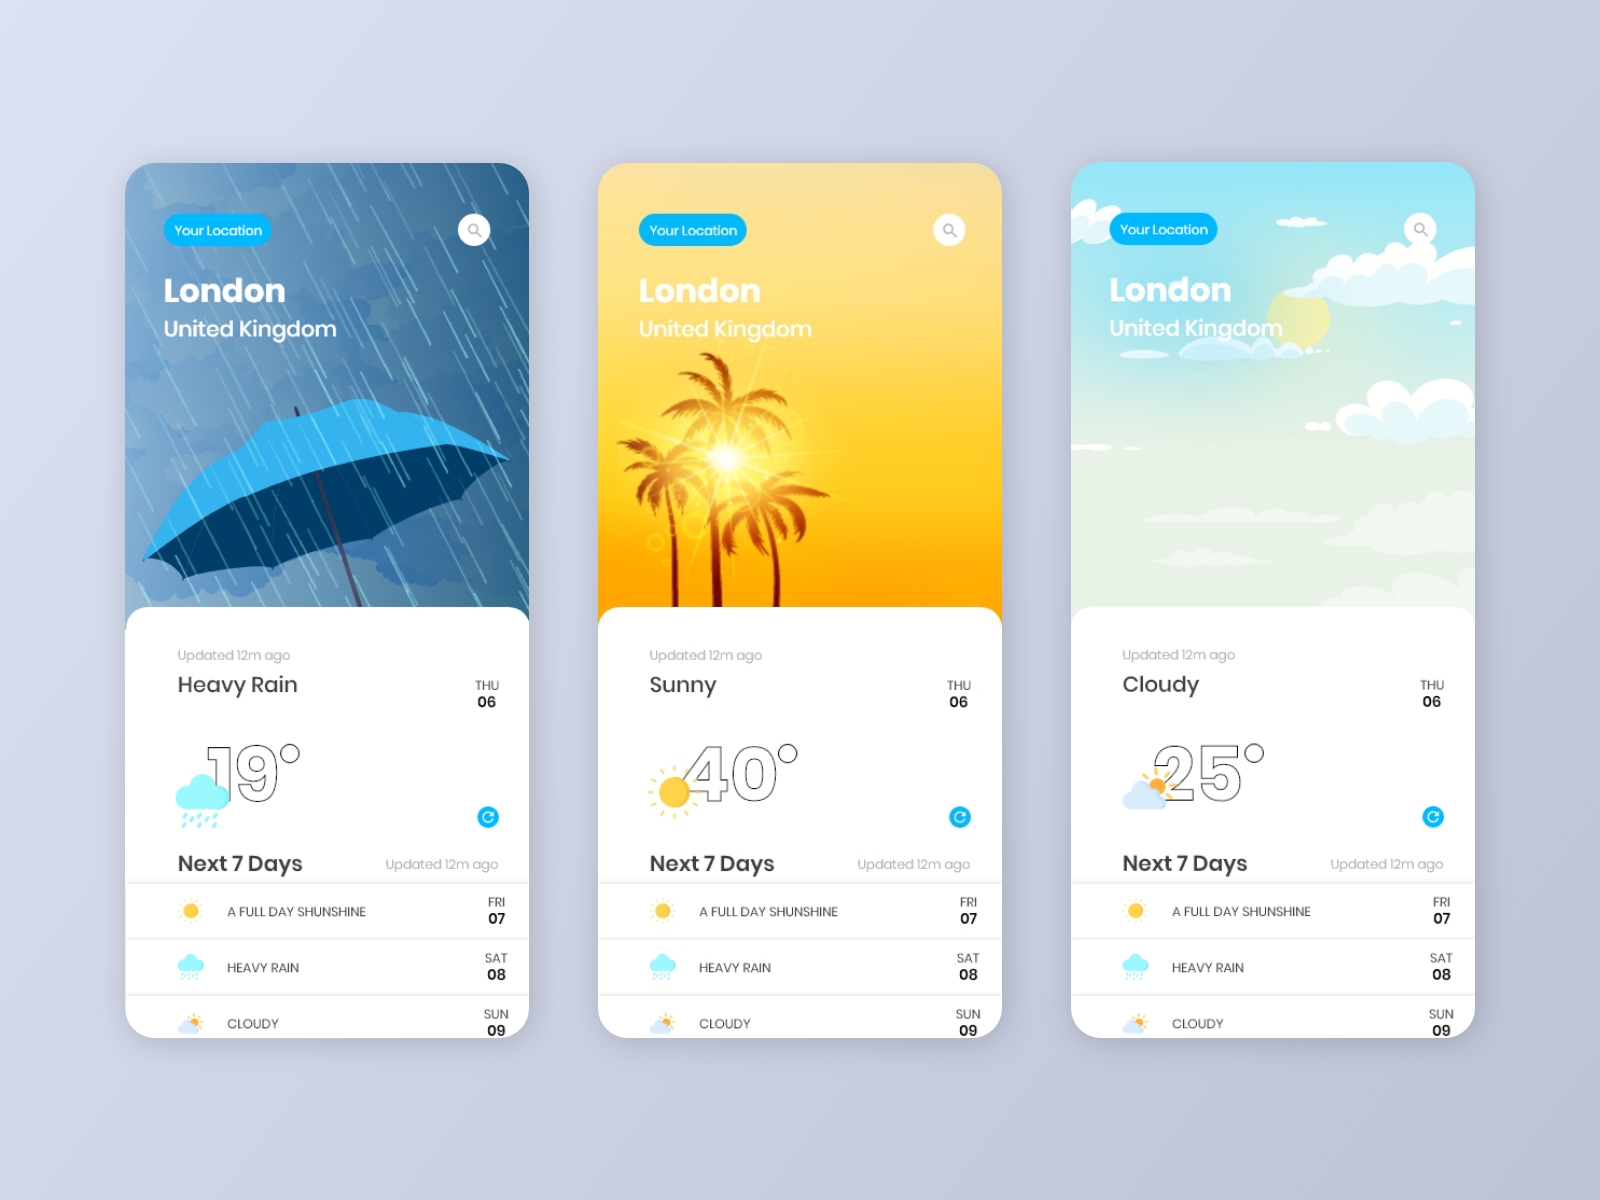 Your Location
London
United Kingdom
Updated 12m ago
Heavy Rain
THU
06
19°
Next 7 Days
Updated 12m ago
A FULL DAY SHUNSHINE
FRI
07
HEAVY RAIN
SAT
08
CLOUDY
SUN
09
Your Location
London
United Kingdom
Updated 12m ago
Sunny
THU
06
40°
Next 7 Days
Updated 12m ago
A FULL DAY SHUNSHINE
FRI
07
HEAVY RAIN
SAT
08
CLOUDY
SUN
09
Your Location
London
United Kingdom
Updated 12m ago
Cloudy
THU
06
25°
Next 7 Days
Updated 12m ago
A FULL DAY SHUNSHINE
FRI
07
HEAVY RAIN
SAT
08
CLOUDY
SUN
09